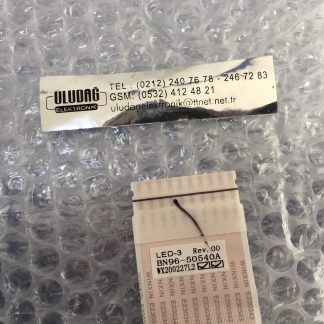 ULUDAĞ
ELEKTRONİK
TEL : (0212) 240 76 78 - 246 72 83
GSM: (0532) 412 48 21
uludagelektronik@ttnet.net.tr
LED-3 Rev.00
BN96-50540A
WX20022712